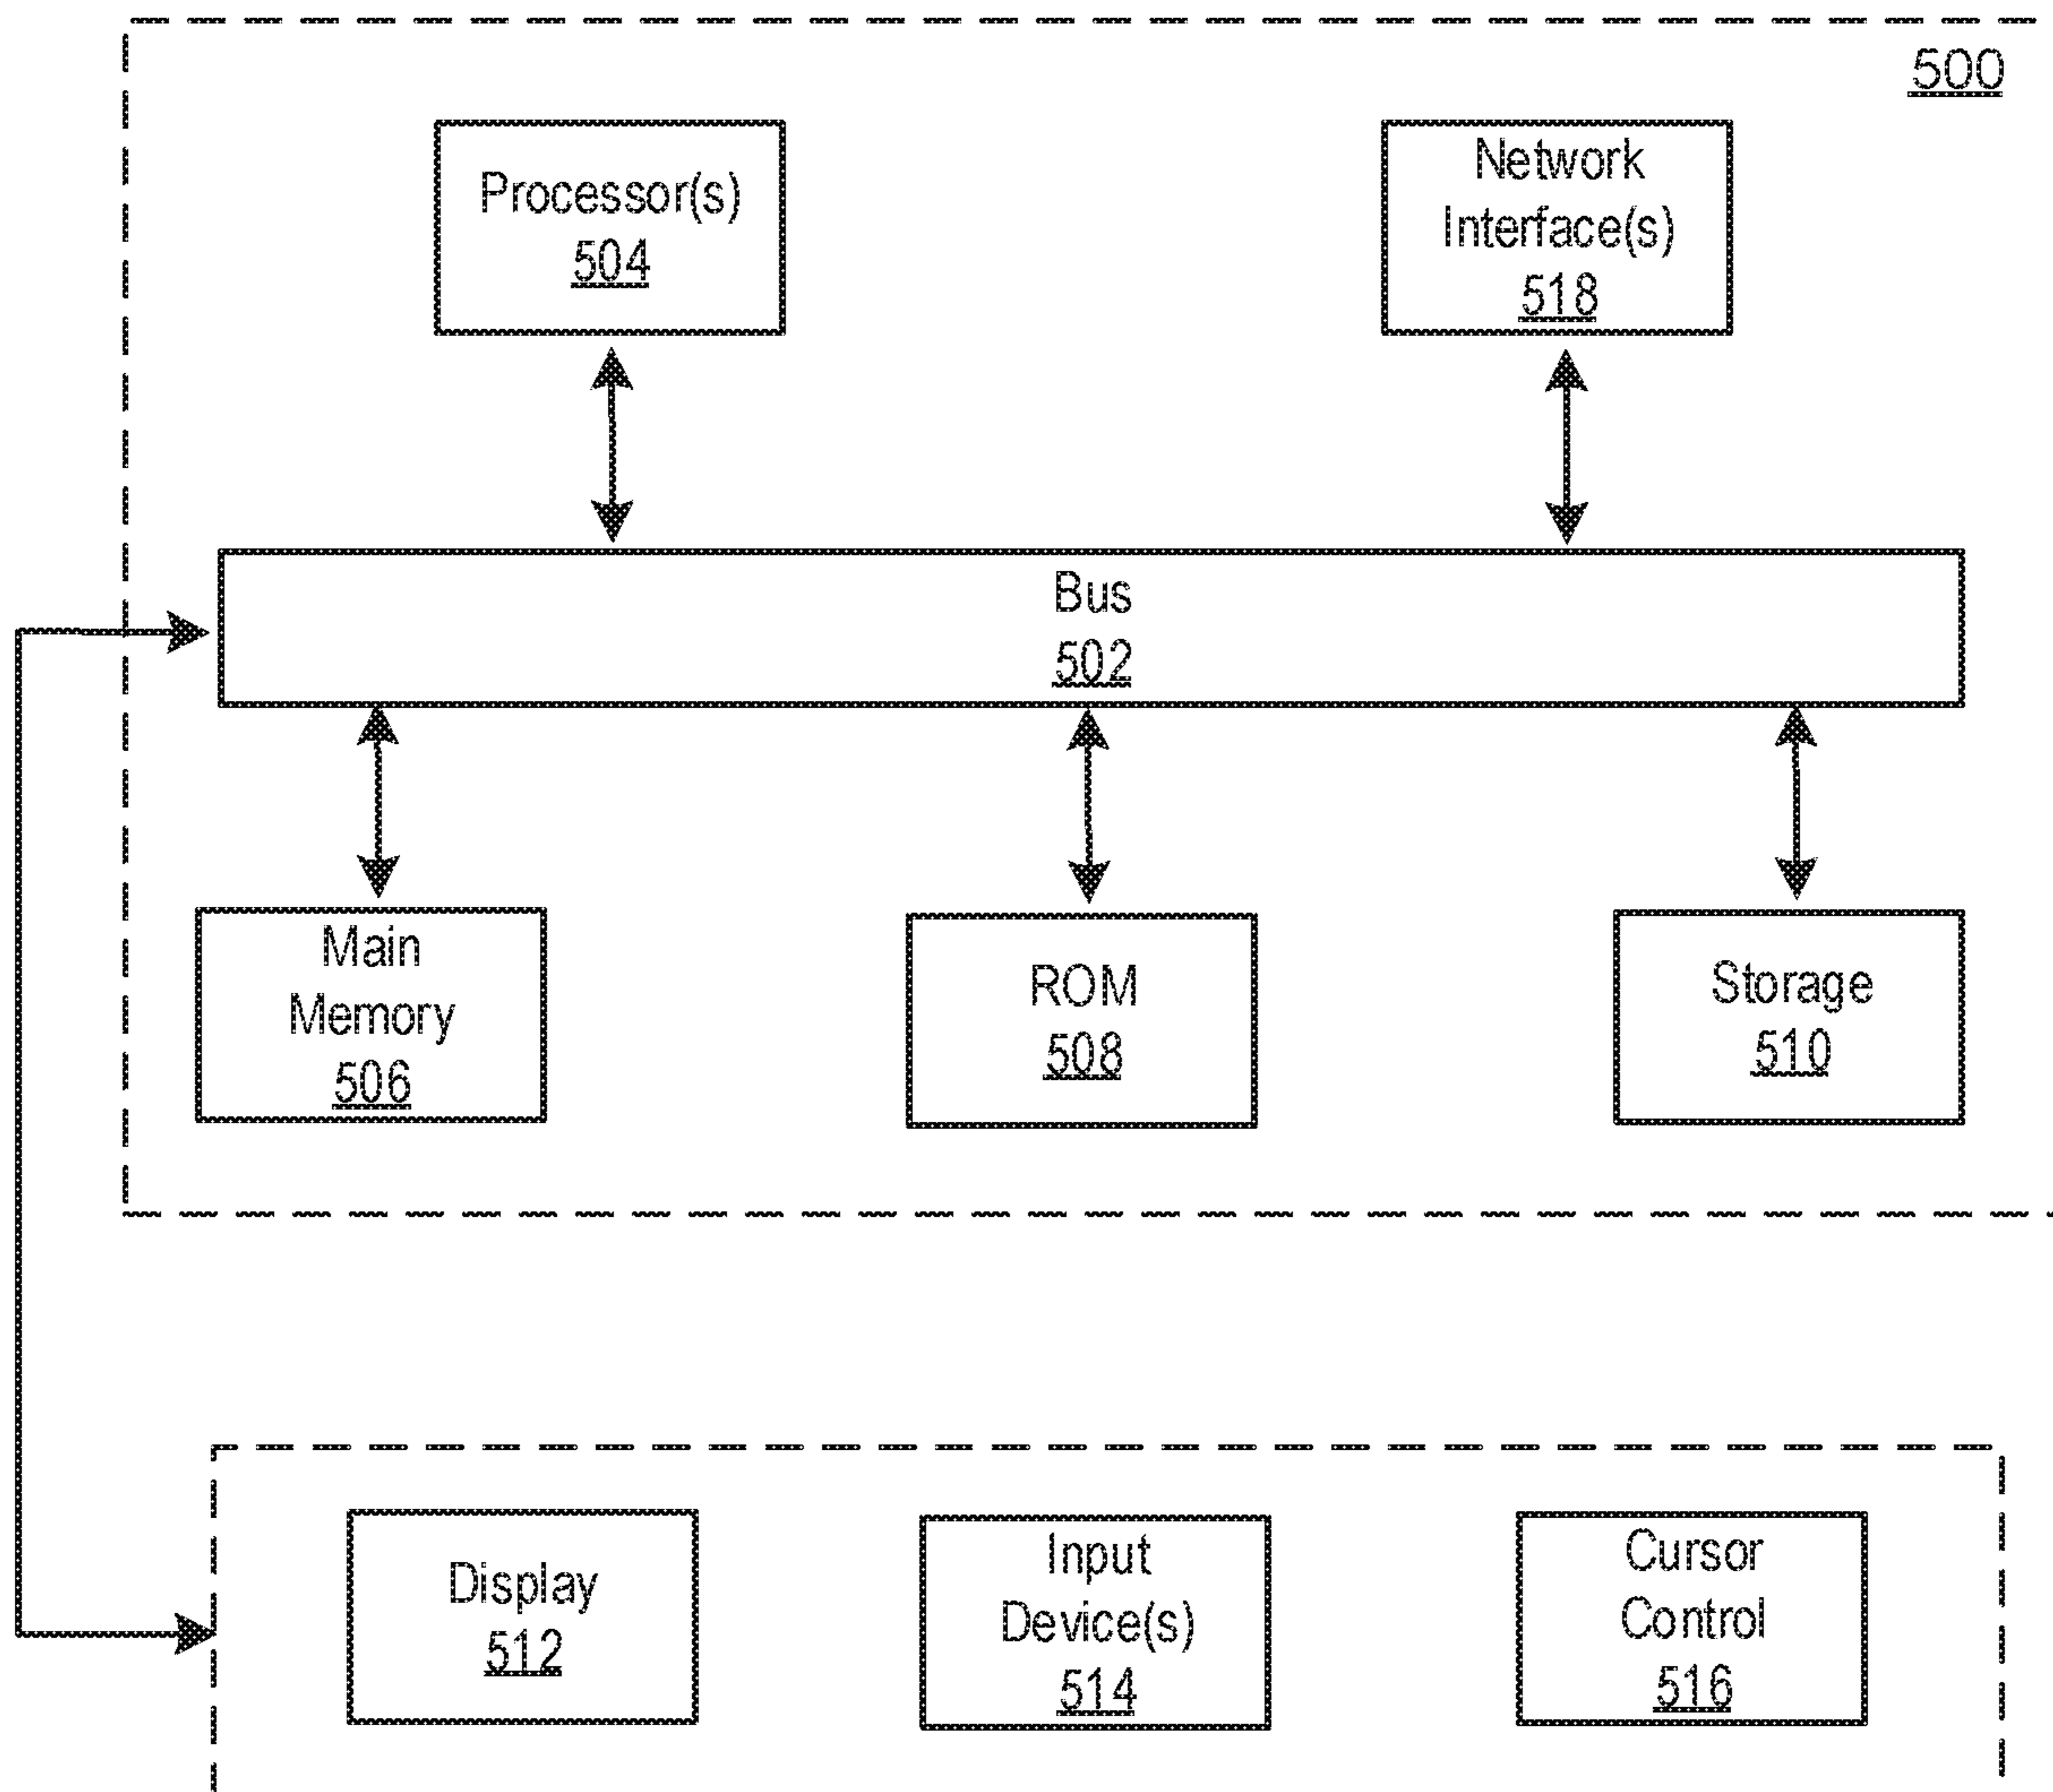 500
Processor(s)
504
Network
Interface(s)
518
Bus
502
Main
Memory
506
ROM
508
Storage
510
Display
512
Input
Device(s)
514
Cursor
Control
516